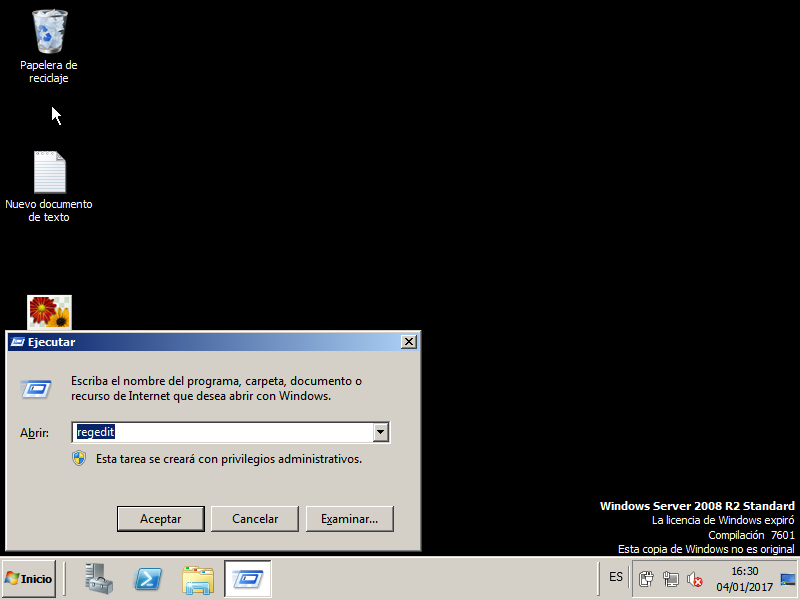 Papelera de
reciclaje
Nuevo documento
de texto
Ejecutar
Escriba el nombre del programa, carpeta, documento o
recurso de Internet que desea abrir con Windows.
Abrir:
regedit
Esta tarea se creará con privilegios administrativos.
Aceptar
Cancelar
Examinar...
Windows Server 2008 R2 Standard
La licencia de Windows expiró
Compilación 7601
Esta copia de Windows no es original
Inicio
ES
16:30
04/01/2017